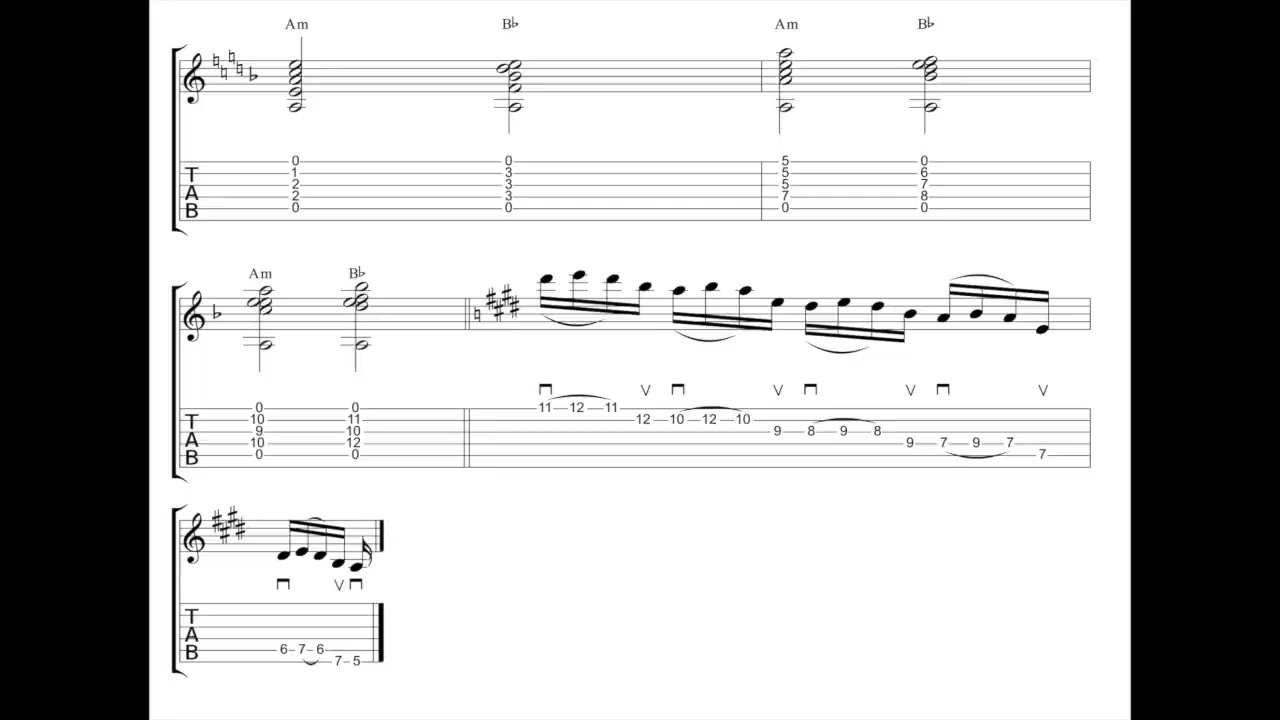 Am B♭ Am B♭
0 0 5 0
T 1 3 5 6
2 3 5 7
A 2 3 7 8
B 0 0 0 0
Am B♭
V V V V
0 0 11 12 11
T 10 11 12 10 12 10
9 10 9 8 9 8
A 10 12 9 7 9 7
B 0 0 7
V
T
A
B 6 7 6
7 5